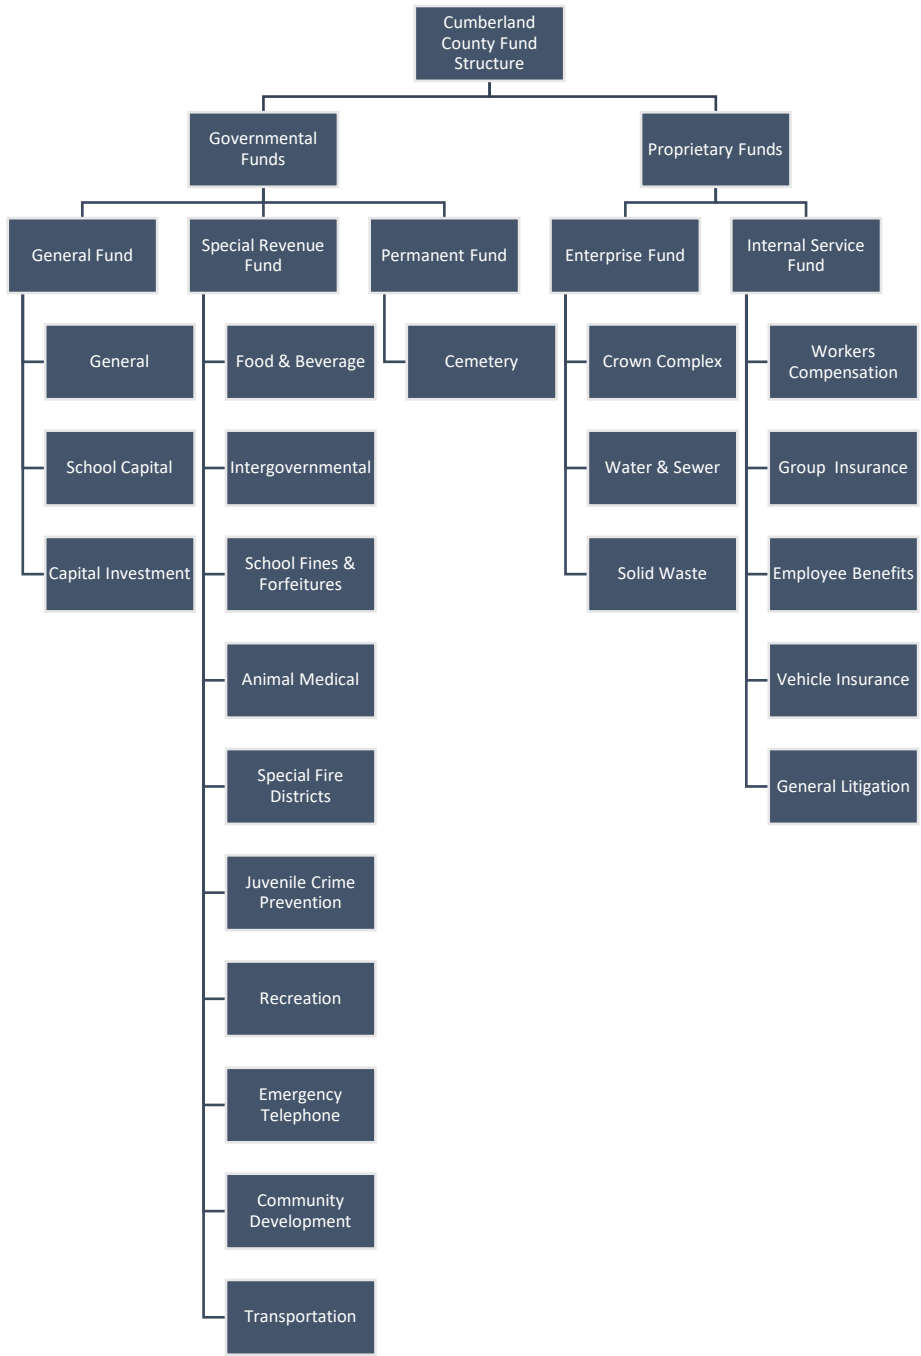 Cumberland
County Fund
Structure
Governmental
Funds
Proprietary Funds
General Fund
Special Revenue
Fund
Permanent Fund
Enterprise Fund
Internal Service
Fund
General
School Capital
Capital Investment
Food & Beverage
Intergovernmental
School Fines &
Forfeitures
Animal Medical
Special Fire
Districts
Juvenile Crime
Prevention
Recreation
Emergency
Telephone
Community
Development
Transportation
Cemetery
Crown Complex
Water & Sewer
Solid Waste
Workers
Compensation
Group Insurance
Employee Benefits
Vehicle Insurance
General Litigation